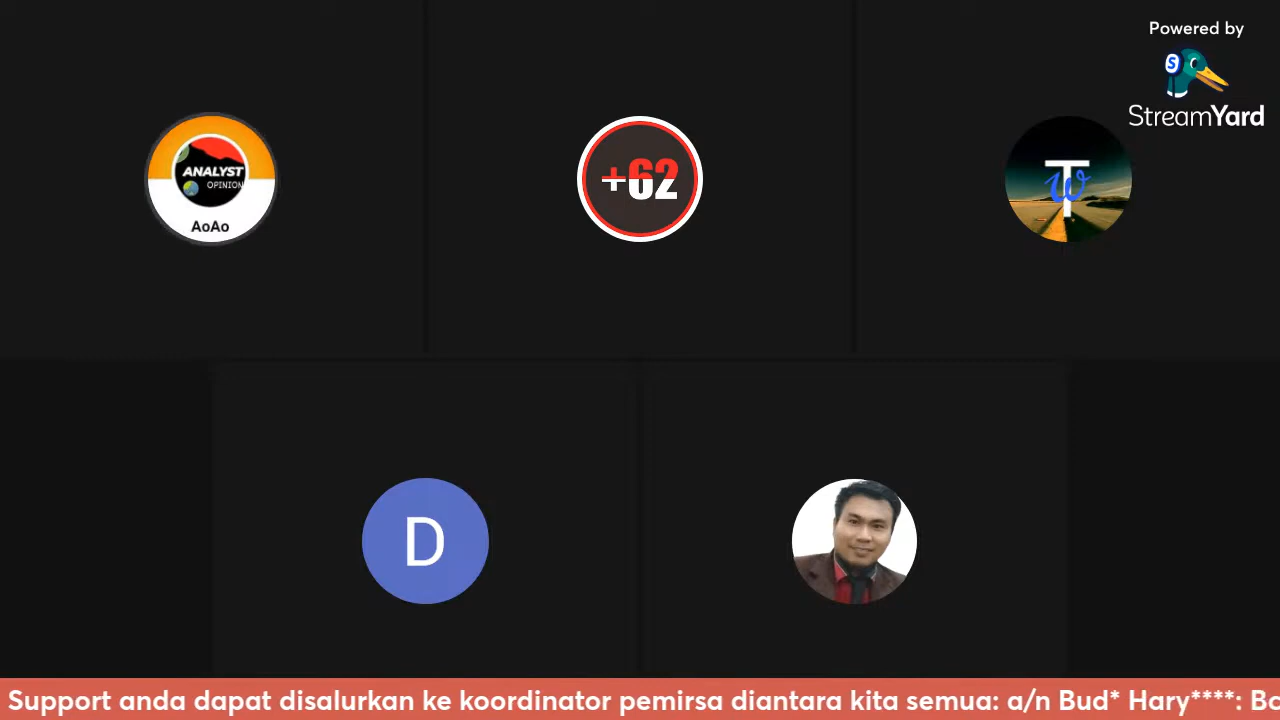 Powered by
StreamYard
S
ANALYST
OPINION
AoAo
+62
T
w
D
Support anda dapat disalurkan ke koordinator pemirsa diantara kita semua: a/n Bud* Hary****: